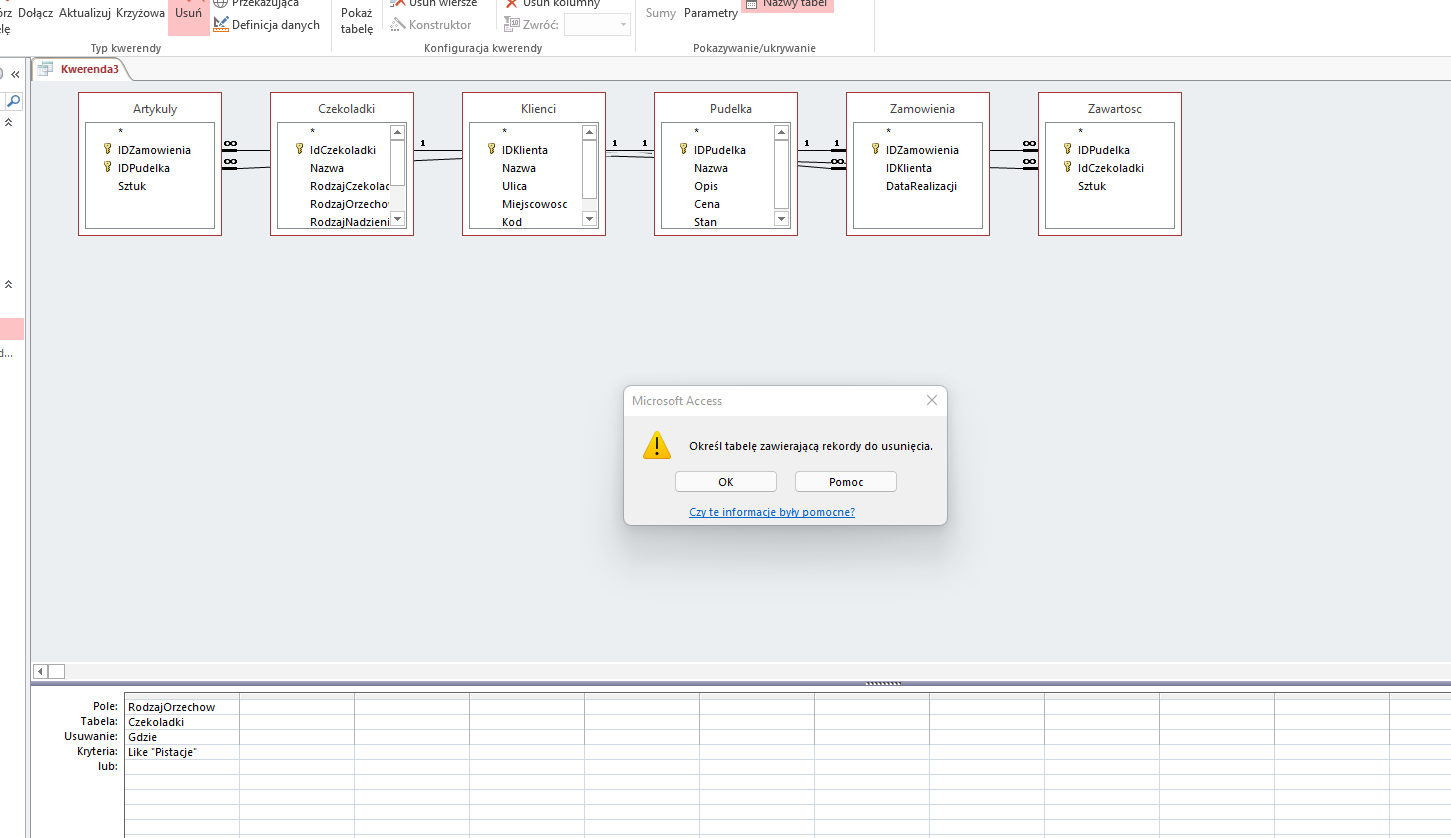 Przekazująca
Usuń wiersze
Usuń kolumny
Nazwy tabel
Dołącz Aktualizuj Krzyżowa Usuń
Definicja danych
Pokaż
tabelę
Konstruktor
Zwróć:
Sumy Parametry
Typ kwerendy
Konfiguracja kwerendy
Pokazywanie/ukrywanie
Kwerenda3
Artykuly
*
IDZamowienia
IDPudelka
Sztuk
∞
∞
Czekoladki
*
IdCzekoladki
Nazwa
RodzajCzekolac
RodzajOrzechov
RodzajNadzieni
1
Klienci
*
IDKlienta
Nazwa
Ulica
Miejscowosc
Kod
1
1
Pudelka
*
IDPudelka
Nazwa
Opis
Cena
Stan
1
1
∞
Zamowienia
*
IDZamowienia
IDKlienta
DataRealizacji
∞
∞
Zawartosc
*
IDPudelka
IdCzekoladki
Sztuk
d...
Microsoft Access
Określ tabelę zawierającą rekordy do usunięcia.
OK
Pomoc
Czy te informacje były pomocne?
Pole: RodzajOrzechow
Tabela: Czekoladki
Usuwanie: Gdzie
Kryteria: Like "Pistacje"
lub: